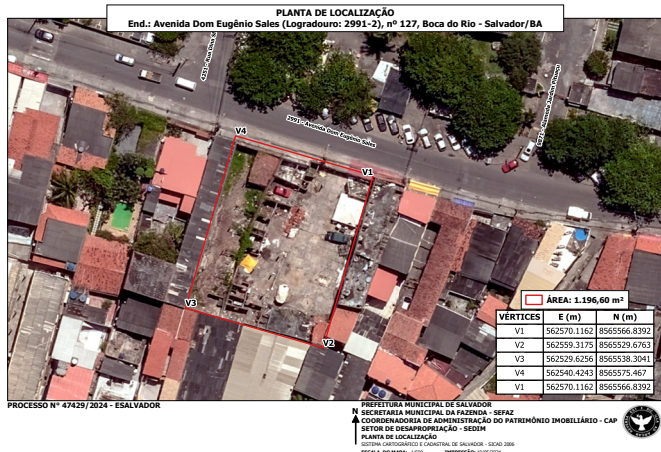 PLANTA DE LOCALIZAÇÃO
End.: Avenida Dom Eugênio Sales (Logradouro: 2991-2), nº 127, Boca do Rio - Salvador/BA
2991 - Avenida Dom Eugênio Sales
V4
V1
V3
V2
ÁREA: 1.196,60 m²
VÉRTICES E (m) N (m)
V1 562570.1162 8565566.8392
V2 562559.3175 8565529.6763
V3 562529.6256 8565538.3041
V4 562540.4243 8565575.467
V1 562570.1162 8565566.8392
PROCESSO N° 47429/2024 - ESALVADOR
N
PREFEITURA MUNICIPAL DE SALVADOR
SECRETARIA MUNICIPAL DA FAZENDA - SEFAZ
COORDENADORIA DE ADMINISTRAÇÃO DO PATRIMÔNIO IMOBILIÁRIO - CAP
SETOR DE DESAPROPRIAÇÃO - SEDIM
PLANTA DE LOCALIZAÇÃO
SISTEMA CARTOGRÁFICO E CADASTRAL DE SALVADOR - SICAD 2006